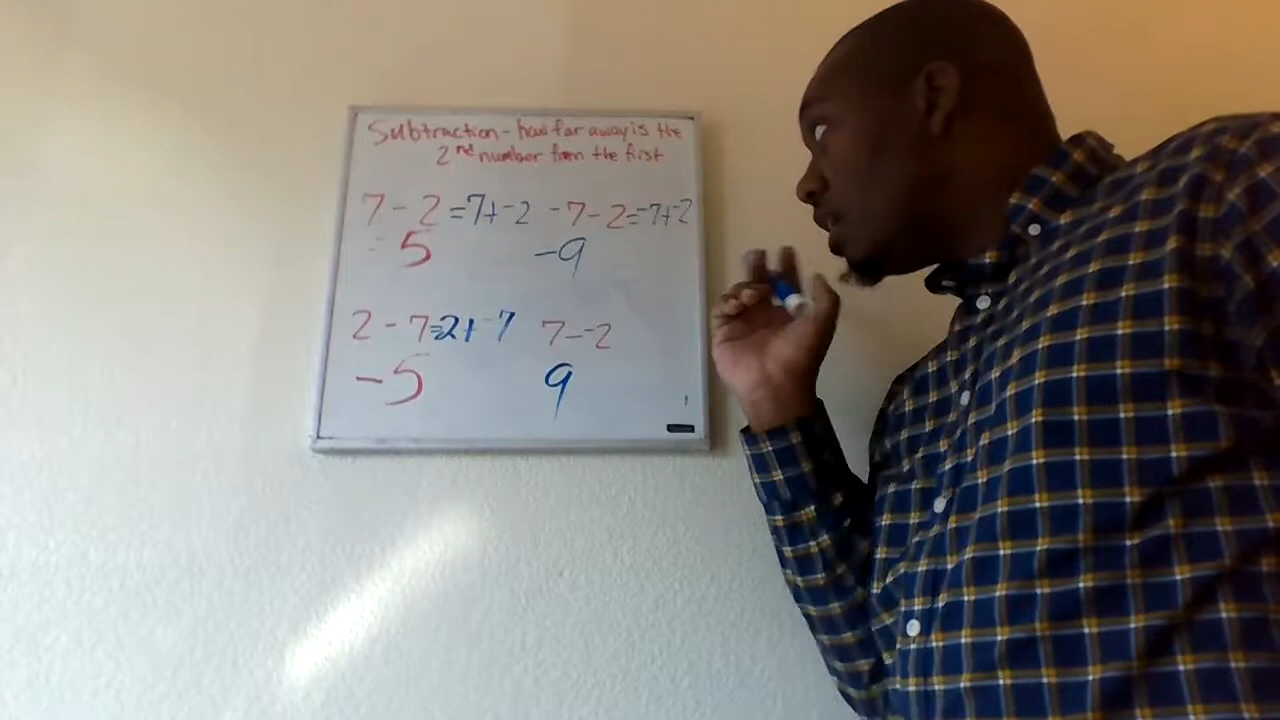 Subtraction - how far away is the
2nd number from the first
7 - 2 = 7 + -2 -7 - 2 = -7 + -2
= 5 -9
2 - 7 = 2 + -7 7 - -2
-5 9